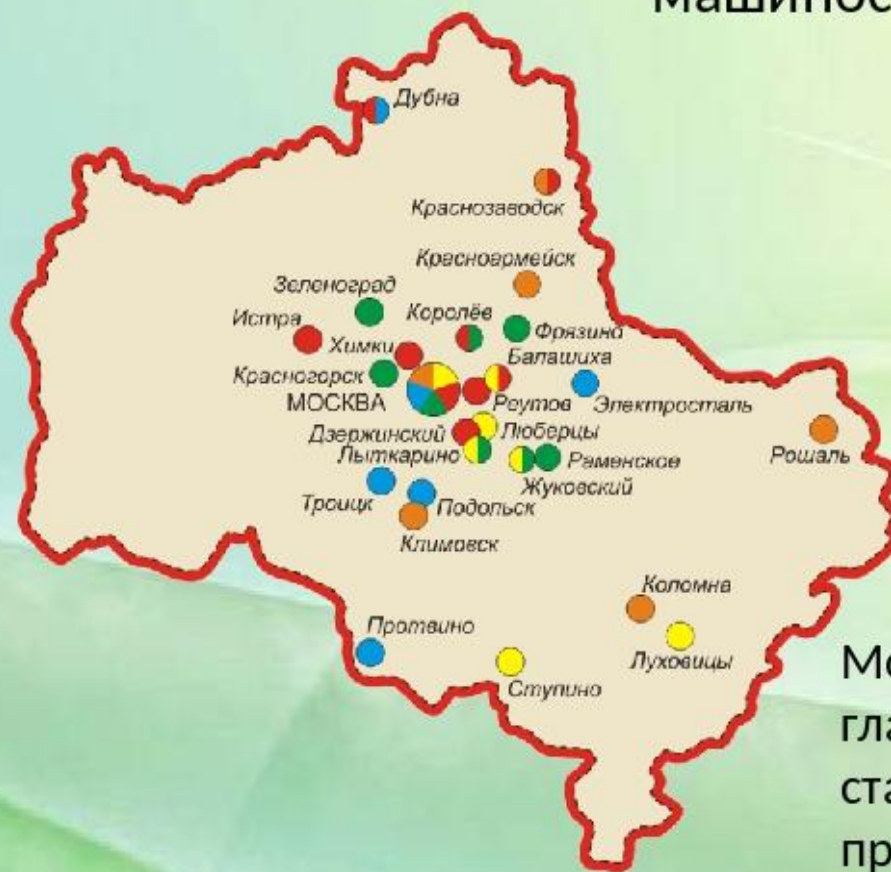 Дубна
Краснозаводск
Красноармейск
Зеленоград
Королёв
Истра
Фрязино
Химки
Балашиха
Красногорск
МОСКВА
Реутов
Электросталь
Дзержинский
Люберцы
Лыткарино
Раменское
Рошаль
Жуковский
Троицк
Подольск
Климовск
Коломна
Протвино
Луховицы
Ступино